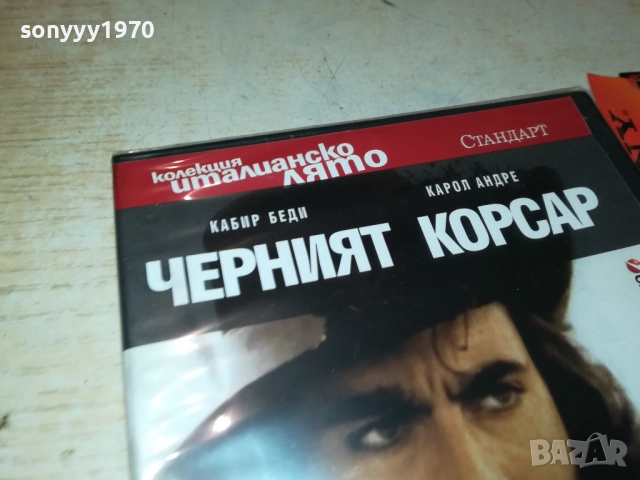 sonyyy1970
колекция
италианско
лято
СТАНДАРТ
КАБИР БЕДИ
КАРОЛ АНДРЕ
ЧЕРНИЯТ КОРСАР
BAZAR